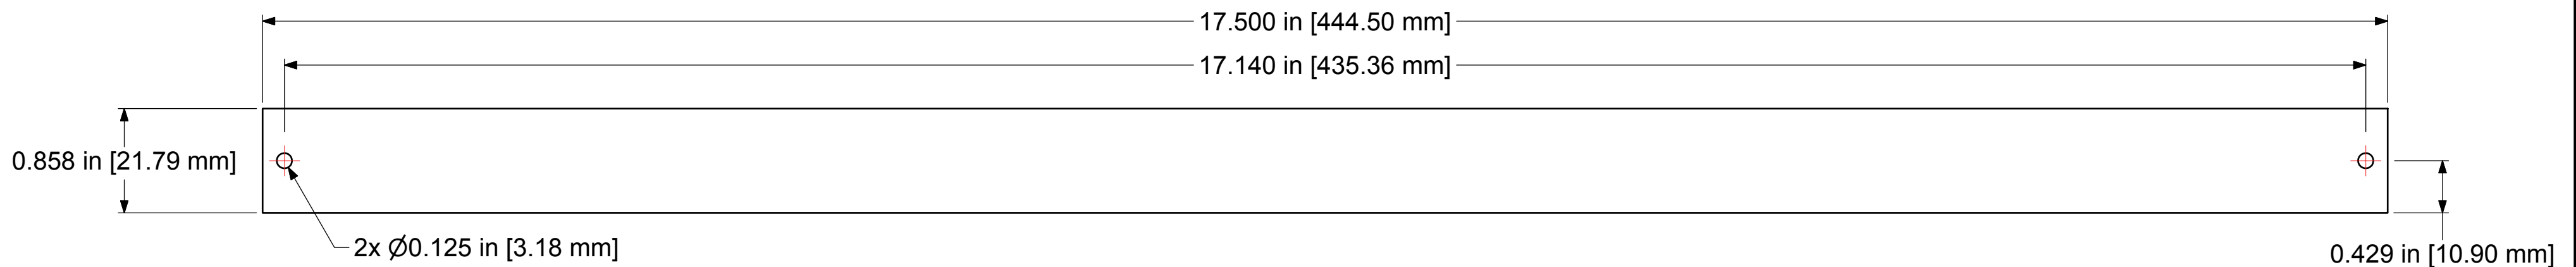 17.500 in [444.50 mm]
17.140 in [435.36 mm]
0.858 in [21.79 mm]
2x Ø0.125 in [3.18 mm]
0.429 in [10.90 mm]